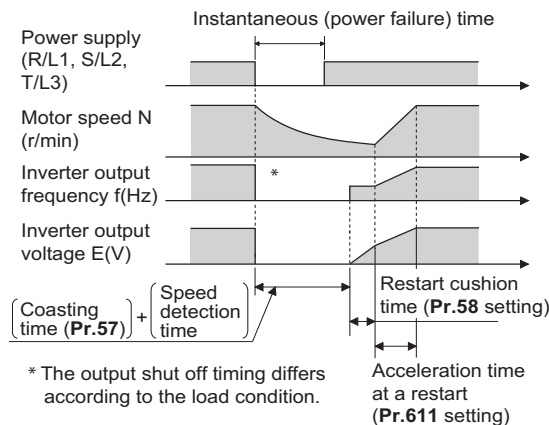 Instantaneous (power failure) time
Power supply
(R/L1, S/L2,
T/L3)
Motor speed N
(r/min)
Inverter output
frequency f(Hz)
*
Inverter output
voltage E(V)
Coasting
time (Pr.57)
+
Speed
detection
time
Restart cushion
time (Pr.58 setting)
* The output shut off timing differs
according to the load condition.
Acceleration time
at a restart
(Pr.611 setting)